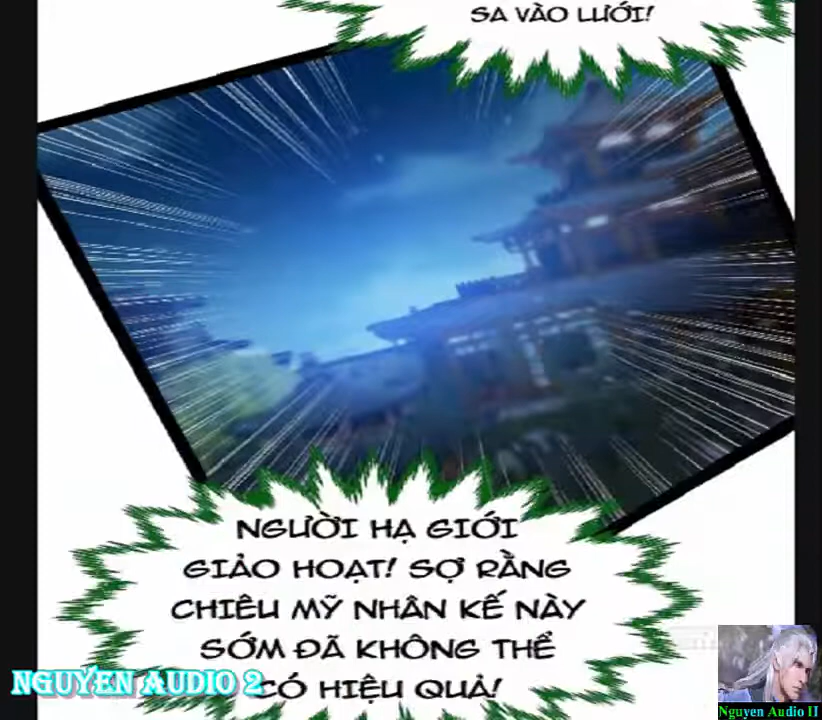 SA VÀO LƯỚI!
NGƯỜI HẠ GIỚI
GIẢO HOẠT! SỢ RẰNG
CHIÊU MỸ NHÂN KẾ NÀY
SỚM ĐÃ KHÔNG THỂ
CÓ HIỆU QUẢ!
NGUYEN AUDIO 2
Nguyen Audio II